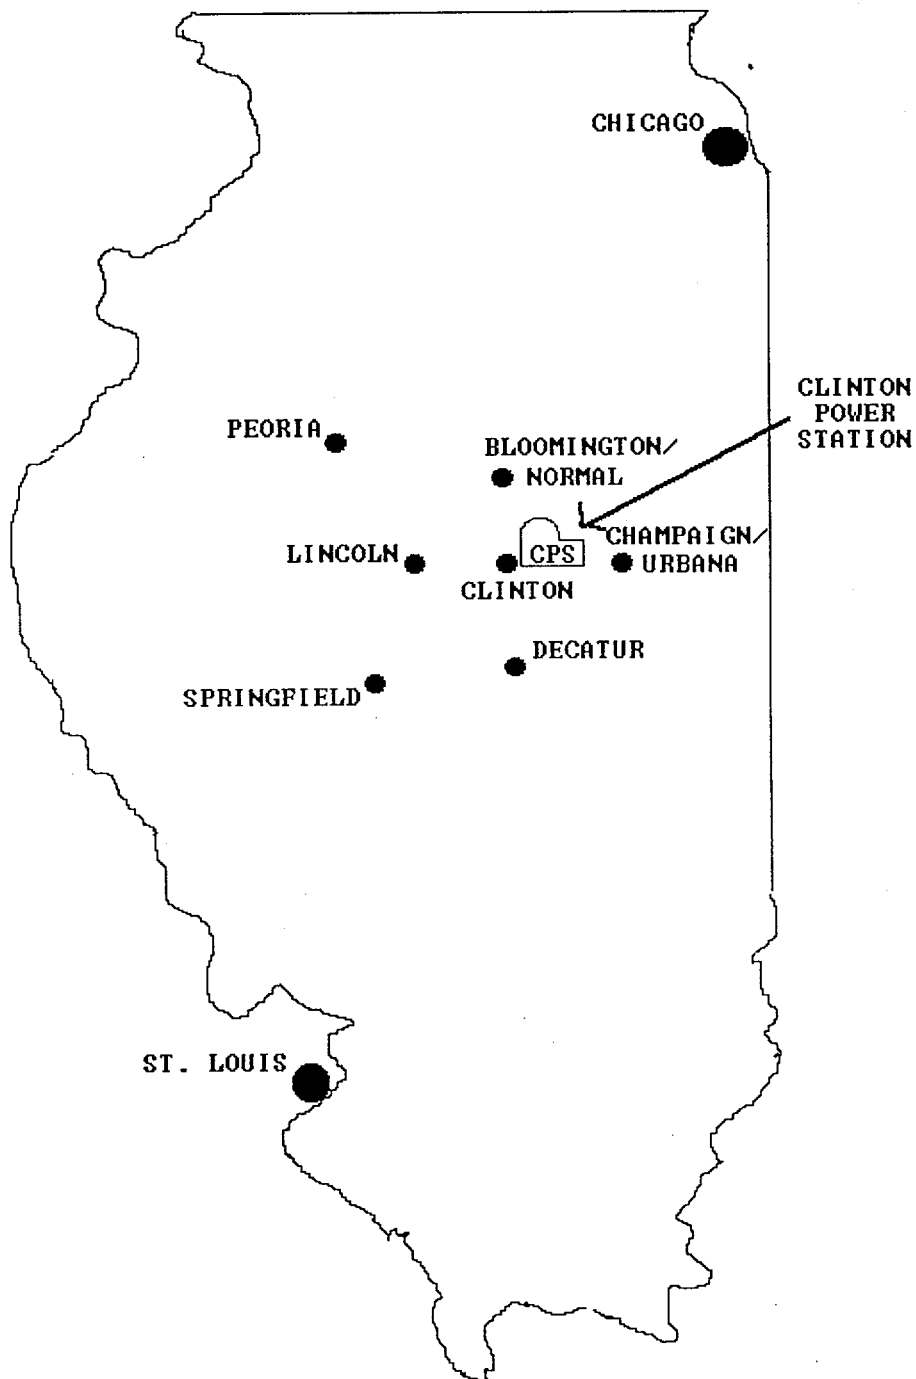 CHICAGO
CLINTON
POWER
STATION
PEORIA
BLOOMINGTON/
NORMAL
CHAMPAIGN/
URBANA
LINCOLN
CPS
CLINTON
DECATUR
SPRINGFIELD
ST. LOUIS